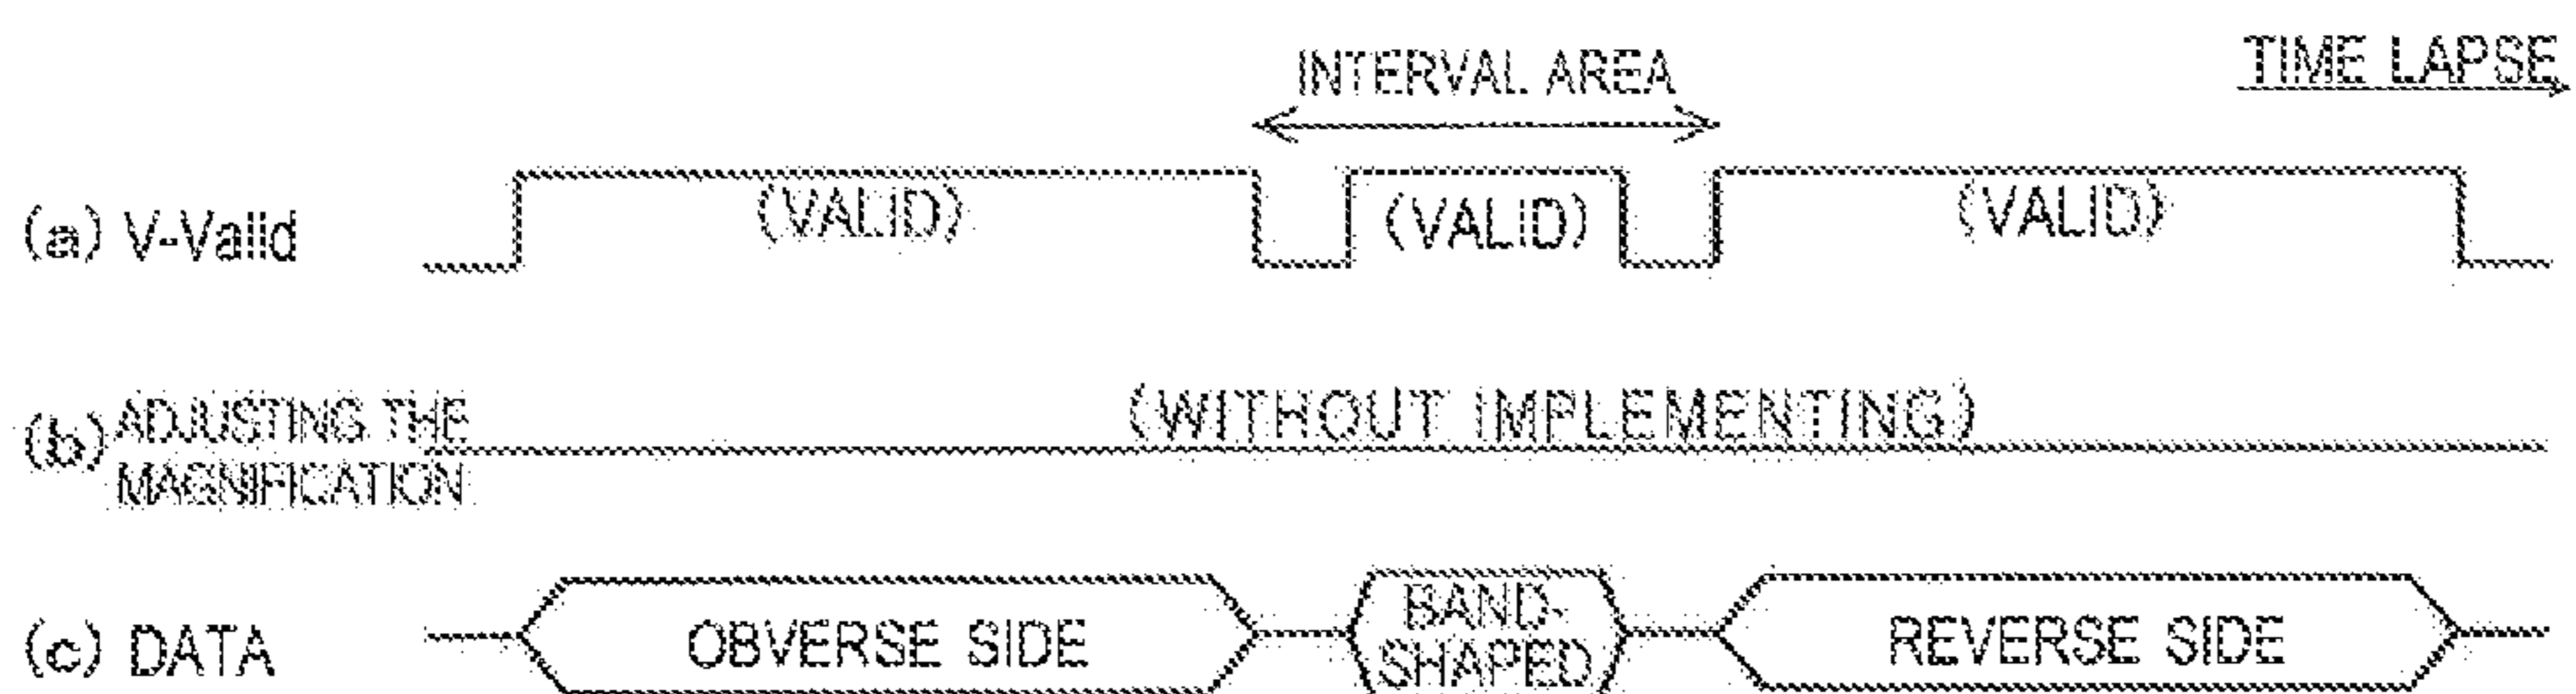 TIME LAPSE
INTERVAL AREA
(a) V-Valid
(VALID)
(VALID)
(VALID)
(b) ADJUSTING THE
MAGNIFICATION
(WITHOUT IMPLEMENTING)
(c) DATA
OBVERSE SIDE
BAND-
SHAPED
REVERSE SIDE